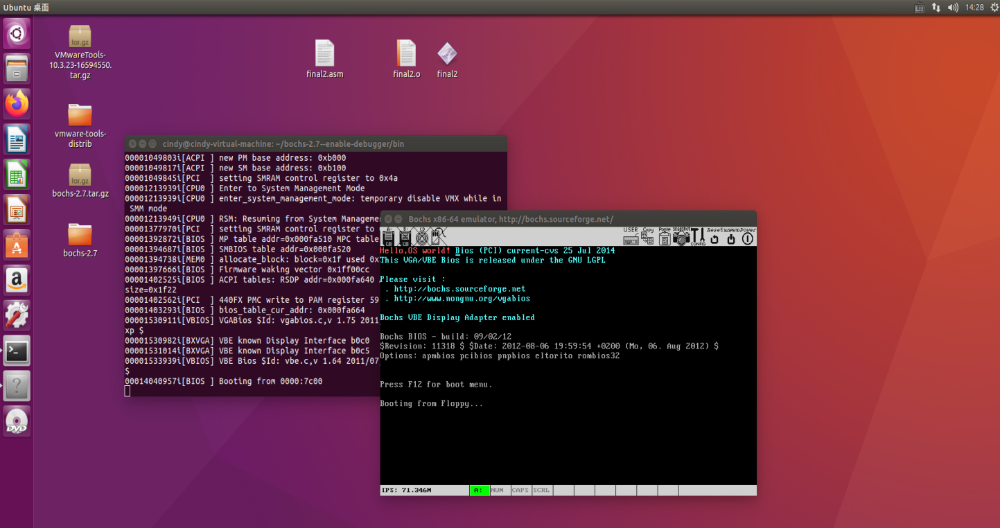 Ubuntu 桌面
14:28
VMwareTools-
10.3.23-16594550.
tar.gz
tar.gz
vmware-tools-
distrib
tar.gz
bochs-2.7.tar.gz
bochs-2.7
final2.asm
final2.o
final2
cindy@cindy-virtual-machine: ~/bochs-2.7--enable-debugger/bin
00001049803i[ACPI ] new PM base address: 0xb000
00001049817i[ACPI ] new SM base address: 0xb100
00001049845i[PCI  ] setting SMRAM control register to 0x4a
00001213939i[CPU0 ] Enter to System Management Mode
00001213939i[CPU0 ] enter_system_management_mode: temporary disable VMX while in
SMM mode
00001213949i[CPU0 ] RSM: Resuming from System Manageme
00001377970i[PCI  ] setting SMRAM control register to
00001392872i[BIOS ] MP table addr=0x000fa510 MPC table
00001394687i[BIOS ] SMBIOS table addr=0x000fa520
00001394738i[MEM0 ] allocate_block: block=0x1f used 0x
00001397666i[BIOS ] Firmware waking vector 0x1ff00cc
00001402525i[BIOS ] ACPI tables: RSDP addr=0x000fa640
size=0x1f22
00001402562i[PCI  ] 440FX PMC write to PAM register 59
00001403293i[BIOS ] bios_table_cur_addr: 0x000fa664
00001530911i[VBIOS] VGABios $Id: vgabios.c,v 1.75 2011
xp $
00001530982i[BXVGA] VBE known Display Interface b0c0
00001531014i[BXVGA] VBE known Display Interface b0c5
00001533939i[VBIOS] VBE Bios $Id: vbe.c,v 1.64 2011/07
$
00014040957i[BIOS ] Booting from 0000:7c00
Bochs x86-64 emulator, http://bochs.sourceforge.net/
A: B: CD USER Copy Paste snapshot CONFIG Reset SUSPEND Power
Hello,OS world! Bios (PCI) current-cvs 25 Jul 2014
This VGA/VBE Bios is released under the GNU LGPL
Please visit :
. http://bochs.sourceforge.net
. http://www.nongnu.org/vgabios
Bochs VBE Display Adapter enabled
Bochs BIOS - build: 09/02/12
$Revision: 11318 $ $Date: 2012-08-06 19:59:54 +0200 (Mo, 06. Aug 2012) $
Options: apmbios pcibios pnpbios eltorito rombios32
Press F12 for boot menu.
Booting from Floppy...
IPS: 71.346M A: NUM CAPS SCRL
DVD